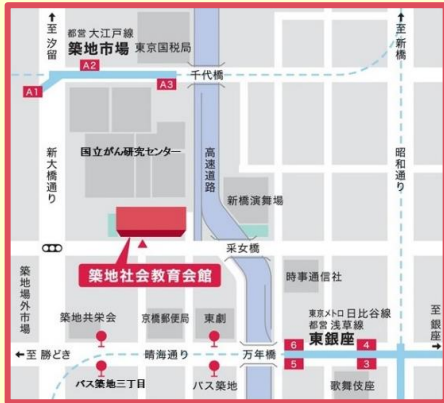 至 汐留
都営 大江戸線
築地市場
東京国税局
至 新橋
A2
A1
A3
千代橋
国立がん研究センター
新大橋通り
高速道路
昭和通り
新橋演舞場
采女橋
築地社会教育会館
築地場外市場
時事通信社
築地共栄会
京橋郵便局
東劇
東京メトロ 日比谷線
都営 浅草線
東銀座
至 銀座
至 勝どき
晴海通り
万年橋
6
4
5
3
バス築地三丁目
バス築地
歌舞伎座